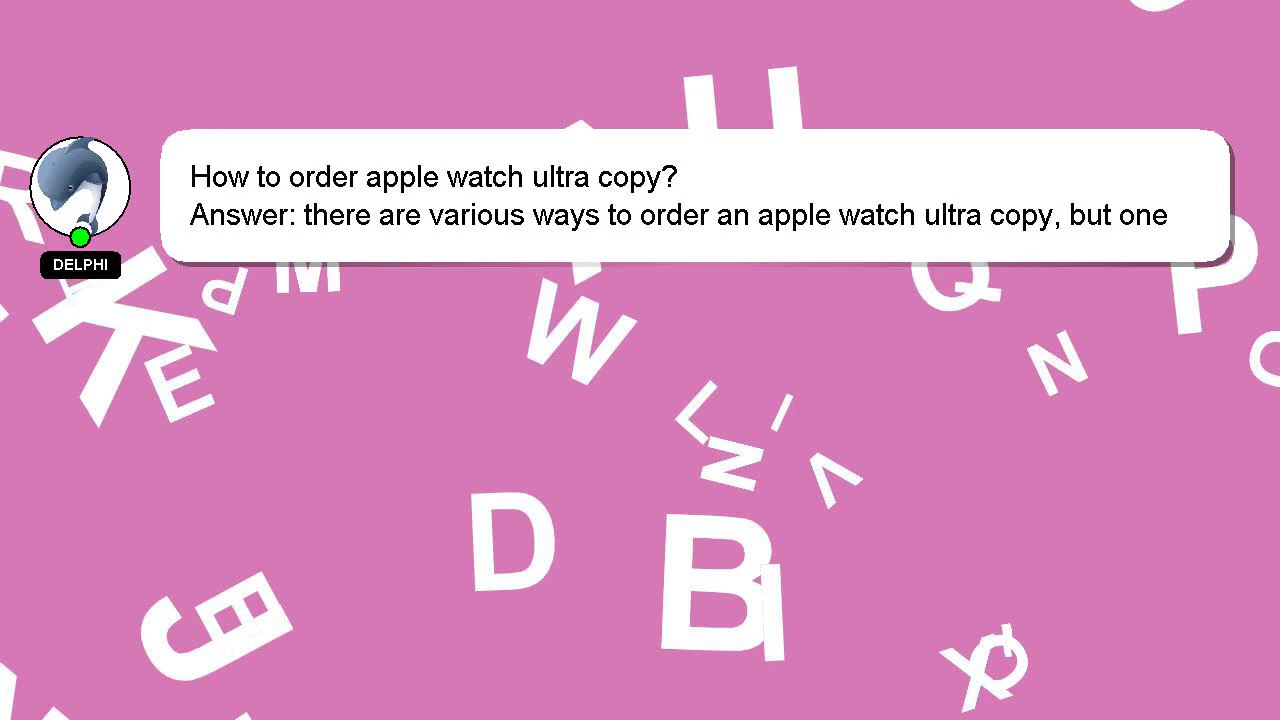 How to order apple watch ultra copy?
Answer: there are various ways to order an apple watch ultra copy, but one
DELPHI
U
R
K
P
M
E
W
Q
P
N
C
L
I
N
V
D
B
I
J
E
X
Q